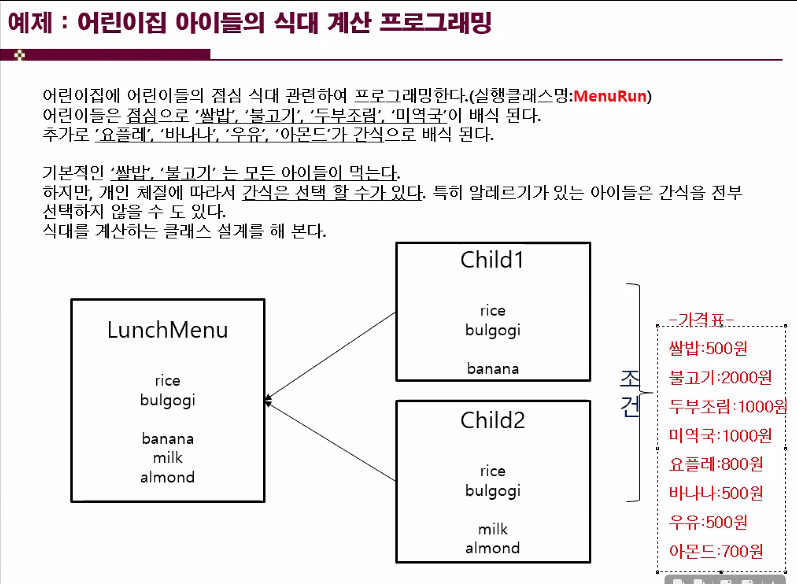 예제 : 어린이집 아이들의 식대 계산 프로그래밍
어린이집에 어린이들의 점심 식대 관련하여 프로그래밍한다.(실행클래스명:MenuRun)
어린이들은 점심으로 ‘쌀밥’, ‘불고기’, ‘두부조림’, ‘미역국’이 배식 된다.
추가로 ‘요플레’, ‘바나나’, ‘우유’, ‘아몬드’가 간식으로 배식 된다.
기본적인 ‘쌀밥’, ‘불고기’ 는 모든 아이들이 먹는다.
하지만, 개인 체질에 따라서 간식은 선택 할 수가 있다. 특히 알레르기가 있는 아이들은 간식을 전부
선택하지 않을 수 도 있다.
식대를 계산하는 클래스 설계를 해 본다.
LunchMenu
rice
bulgogi
banana
milk
almond
Child1
rice
bulgogi
banana
Child2
rice
bulgogi
milk
almond
조
건
-가격표-
쌀밥:500원
불고기:2000원
두부조림:1000원
미역국:1000원
요플레:800원
바나나:500원
우유:500원
아몬드:700원